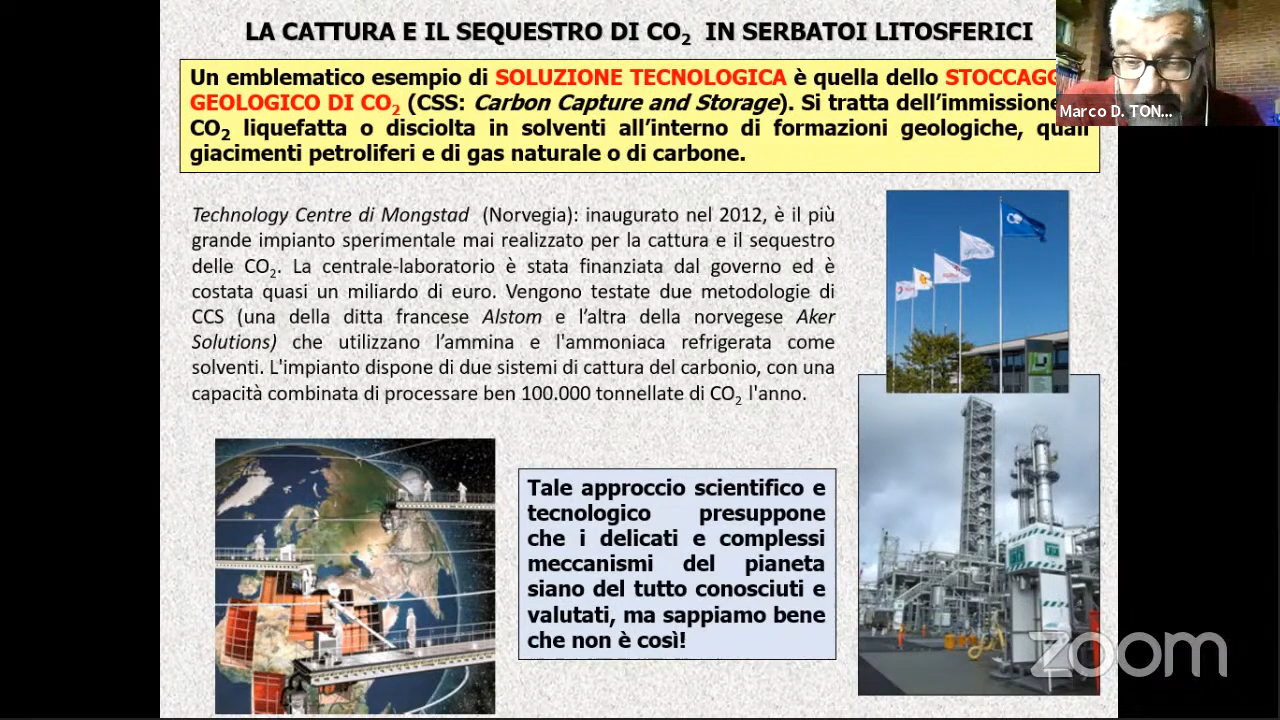 LA CATTURA E IL SEQUESTRO DI CO2 IN SERBATOI LITOSFERICI
Un emblematico esempio di SOLUZIONE TECNOLOGICA è quella dello
GEOLOGICO DI CO2 (CSS: Carbon Capture and Storage). Si tratta dell'immissione
CO2 liquefatta o disciolta in solventi all'interno di formazioni geologiche, quali
giacimenti petroliferi e di gas naturale o di carbone.
Marco D. TON...
Technology Centre di Mongstad (Norvegia): inaugurato nel 2012, è il più
grande impianto sperimentale mai realizzato per la cattura e il sequestro
delle CO2. La centrale-laboratorio è stata finanziata dal governo ed è
costata quasi un miliardo di euro. Vengono testate due metodologie di
CCS (una della ditta francese Alstom e l'altra della norvegese Aker
Solutions) che utilizzano l'ammina e l'ammoniaca refrigerata come
solventi. L'impianto dispone di due sistemi di cattura del carbonio, con una
capacità combinata di processare ben 100.000 tonnellate di CO2 l'anno.
Tale approccio scientifico e
tecnologico presuppone
che i delicati e complessi
meccanismi del pianeta
siano del tutto conosciuti e
valutati, ma sappiamo bene
che non è così!
zoom